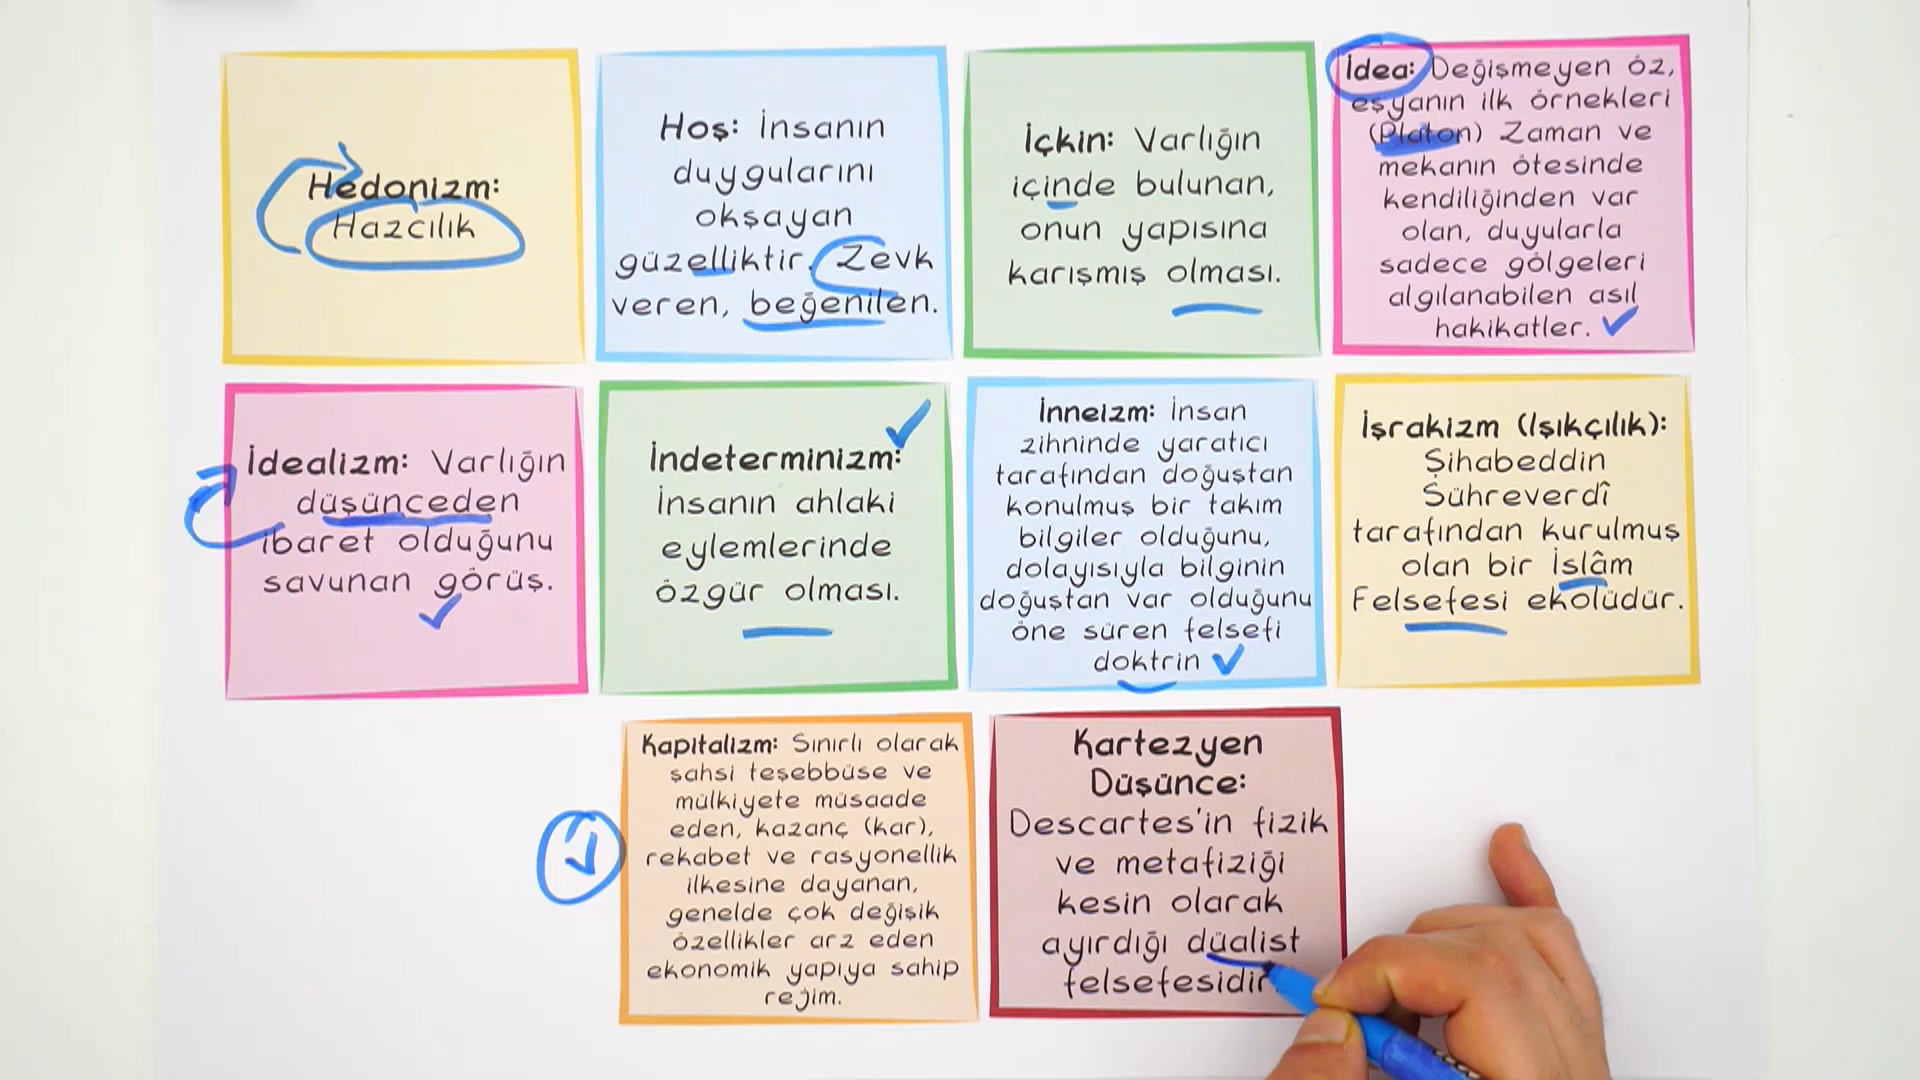 Hedonizm:
Hazcılık
Hoş: İnsanın
duygularını
okşayan
güzelliktir. Zevk
veren, beğenilen.
İçkin: Varlığın
içinde bulunan,
onun yapısına
karışmış olması.
İdea: Değişmeyen öz,
eşyanın ilk örnekleri
(Platon) Zaman ve
mekanın ötesinde
kendiliğinden var
olan, duyularla
sadece gölgeleri
algılanabilen asıl
hakikatler.
İdealizm: Varlığın
düşünceden
ibaret olduğunu
savunan görüş.
İndeterminizm:
İnsanın ahlaki
eylemlerinde
özgür olması.
İnneizm: İnsan
zihninde yaratıcı
tarafından doğuştan
konulmuş bir takım
bilgiler olduğunu,
dolayısıyla bilginin
doğuştan var olduğunu
öne süren felsefi
doktrin
İşrakizm (Işıkçılık):
Şihabeddin
Sühreverdî
tarafından kurulmuş
olan bir İslâm
Felsefesi ekolüdür.
Kapitalizm: Sınırlı olarak
şahsi teşebbüse ve
mülkiyete müsaade
eden, kazanç (kar),
rekabet ve rasyonellik
ilkesine dayanan,
genelde çok değişik
özellikler arz eden
ekonomik yapıya sahip
rejim.
Kartezyen
Düşünce:
Descartes'in fizik
ve metafiziği
kesin olarak
ayırdığı düalist
felsefesidir.